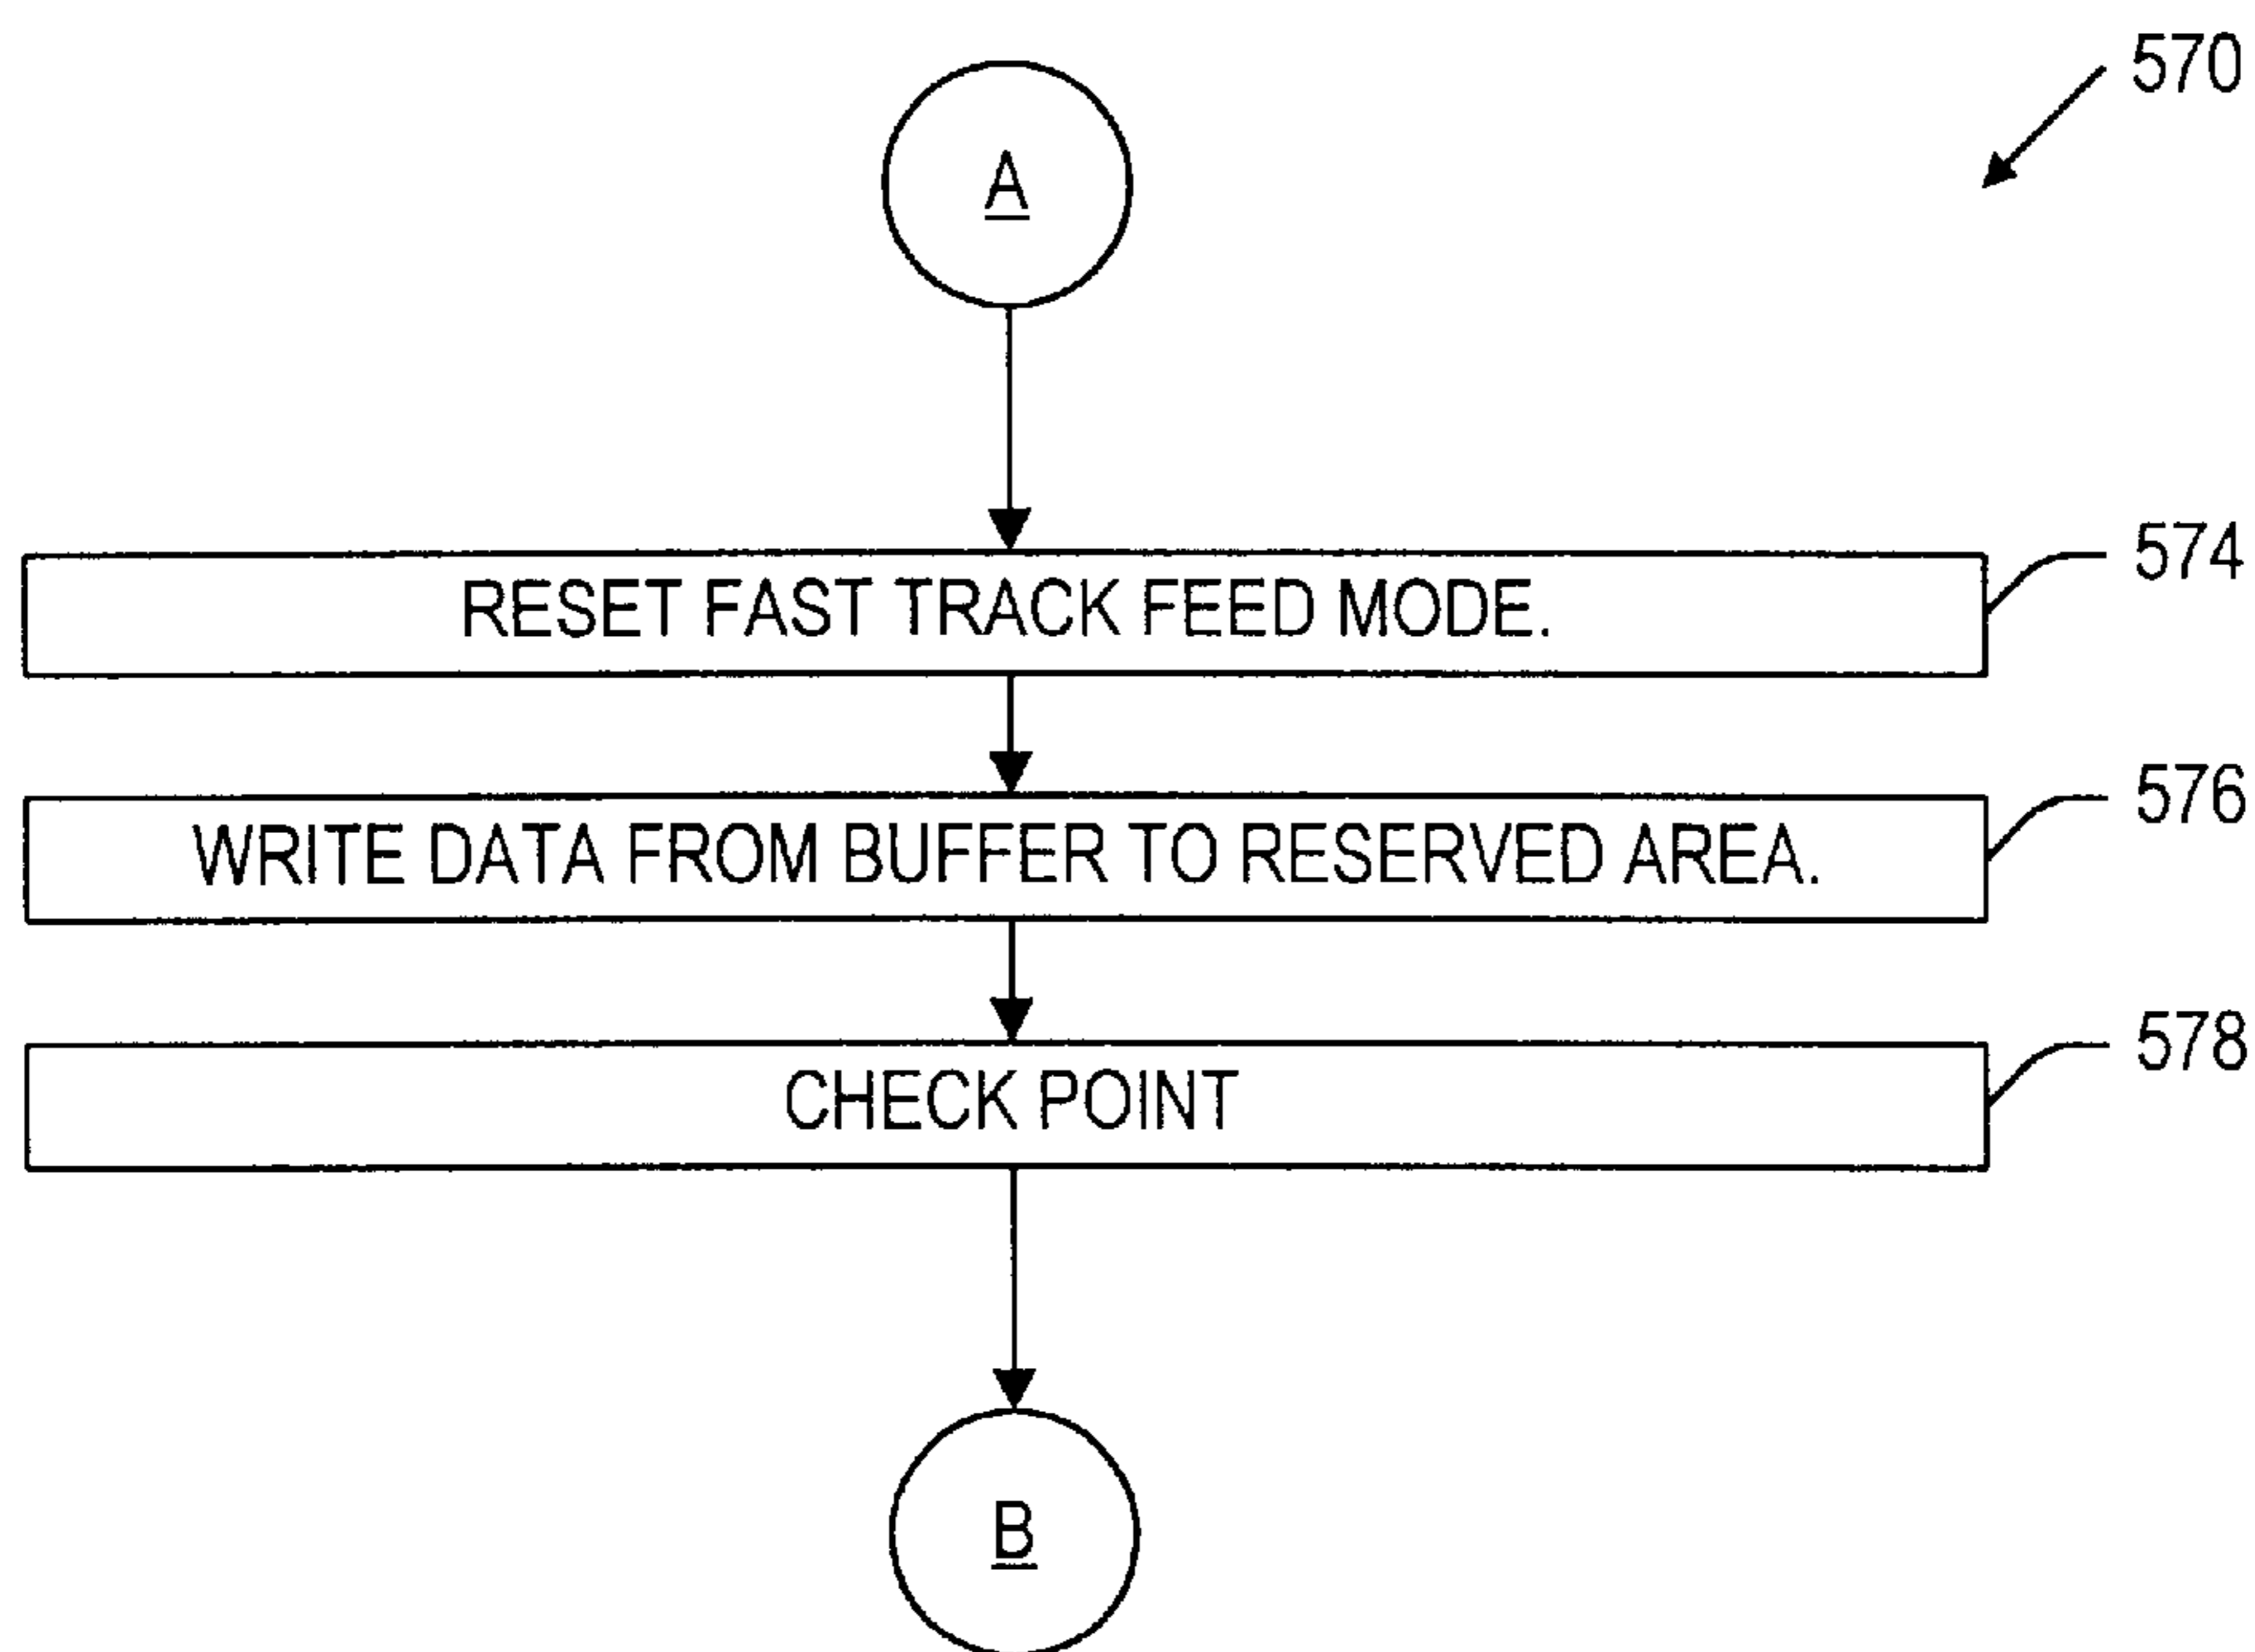 570
A
574
RESET FAST TRACK FEED MODE.
576
WRITE DATA FROM BUFFER TO RESERVED AREA.
578
CHECK POINT
B